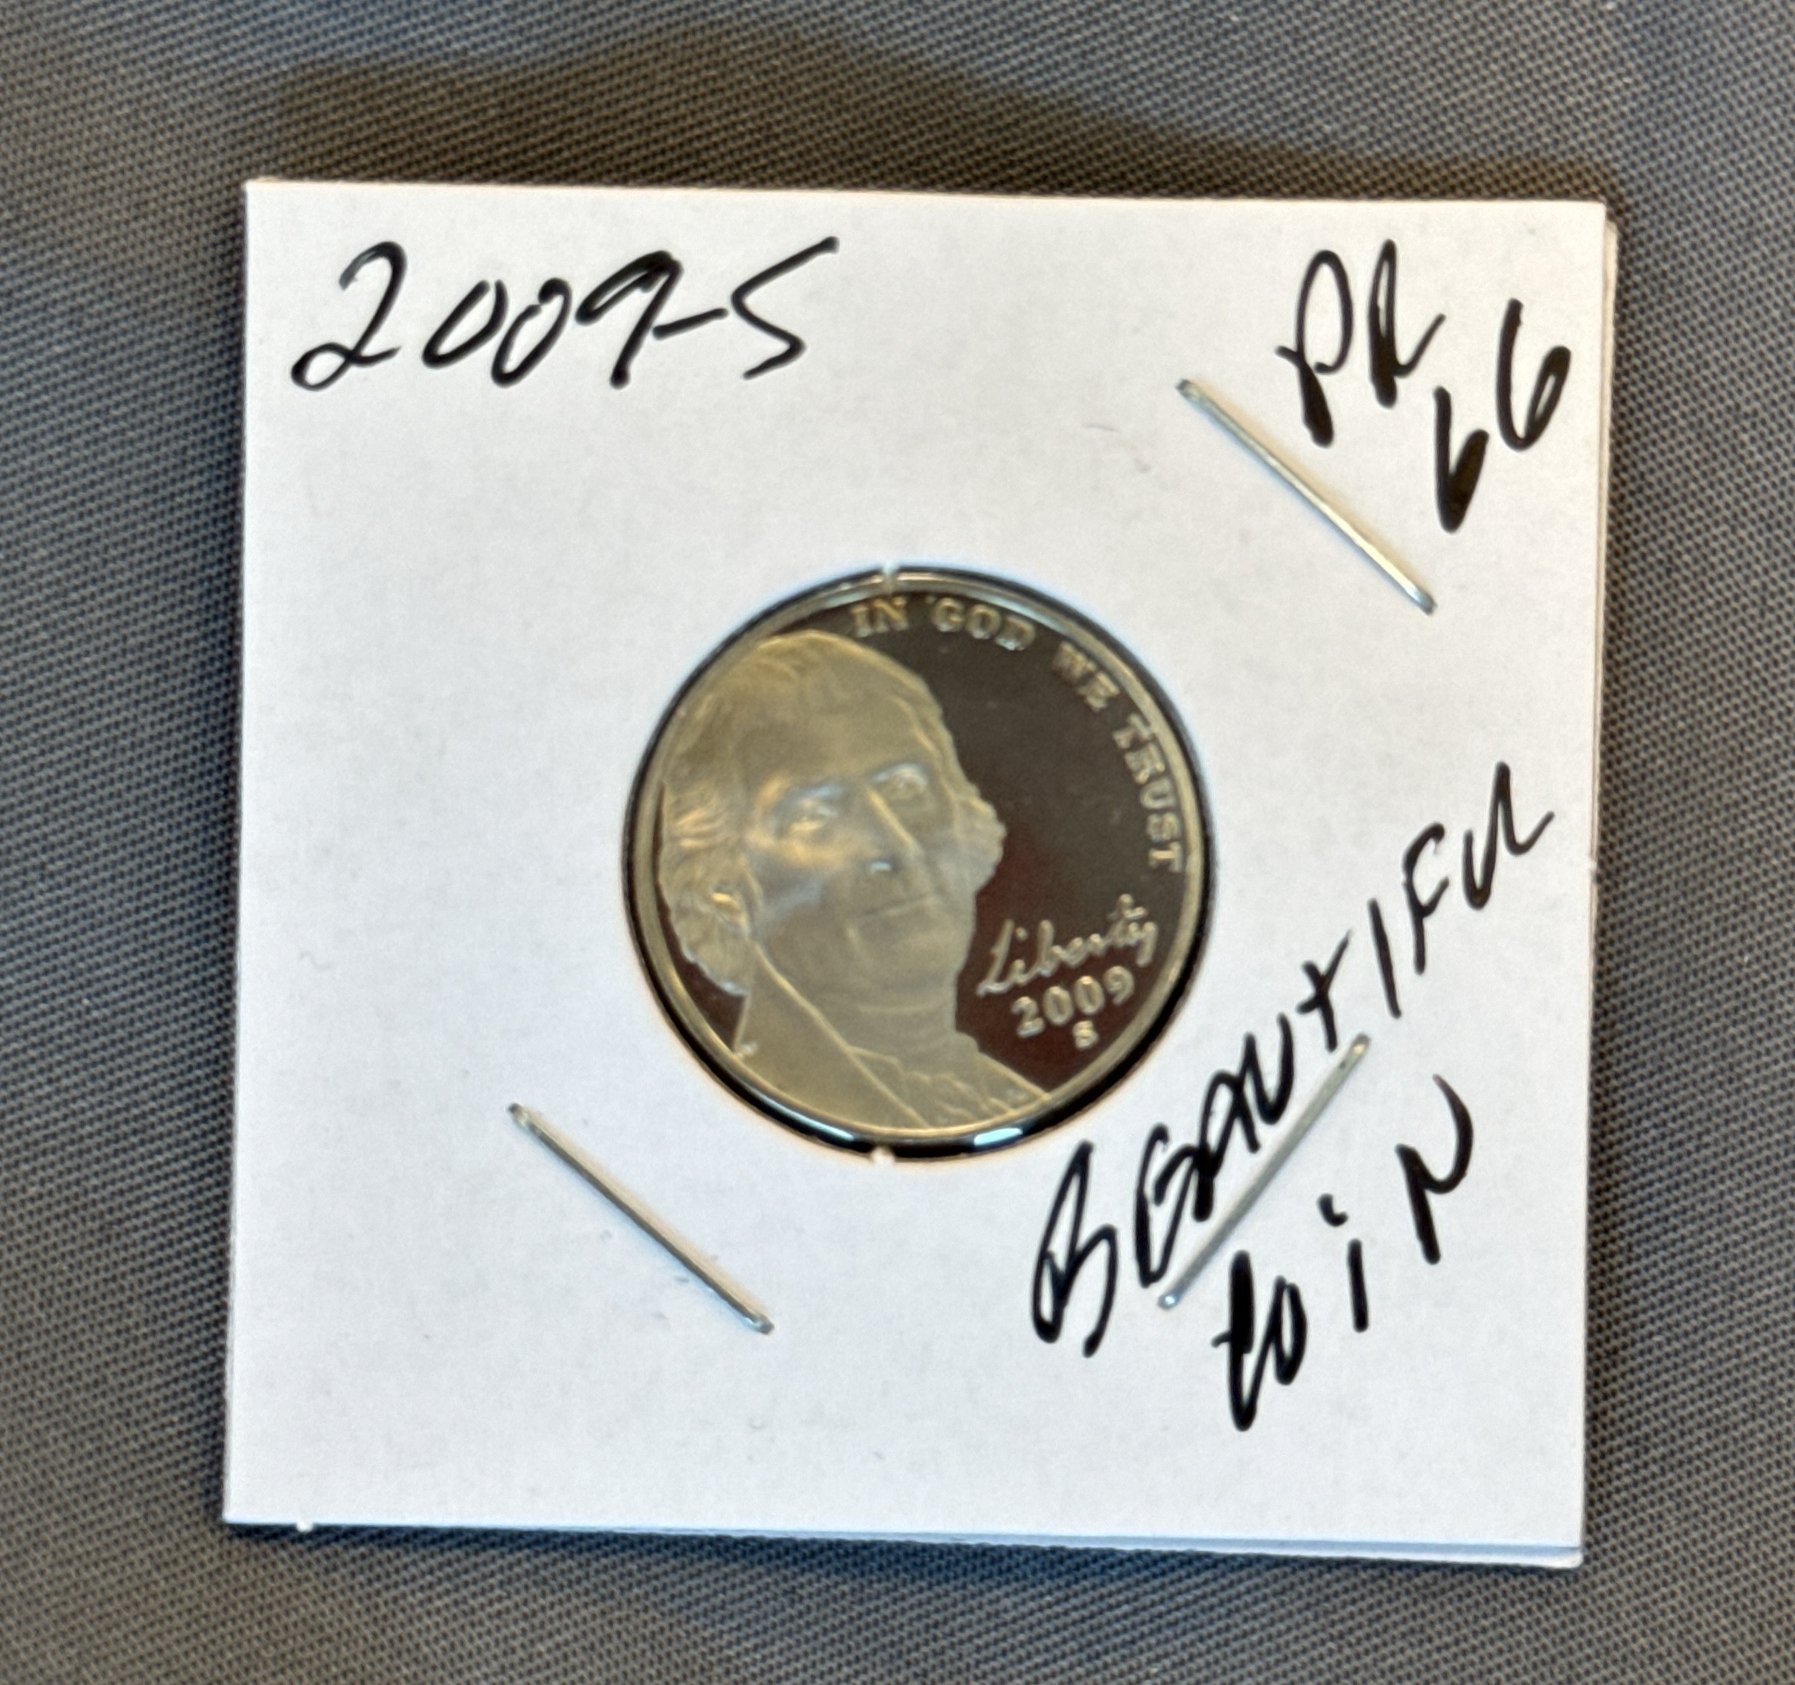 2009-S
PR
66
IN GOD WE TRUST
Liberty
2009
S
BEAUTIFUL
COIN